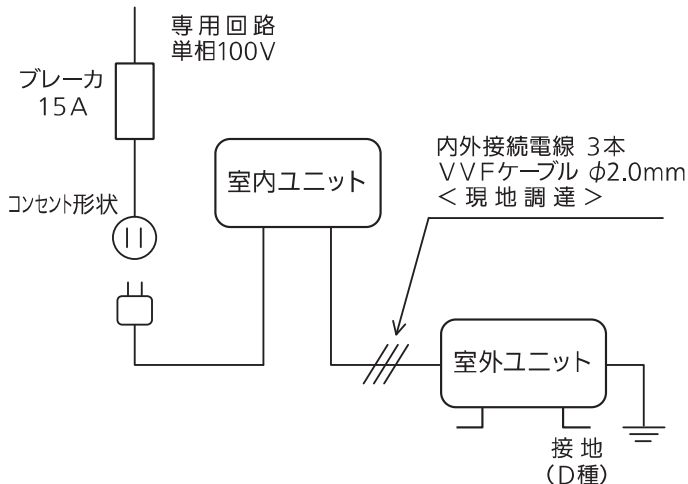 専用回路
単相100V
ブレーカ
15A
コンセント形状
室内ユニット
内外接続電線 3本
VVFケーブル φ2.0mm
<現地調達>
室外ユニット
接地
(D種)